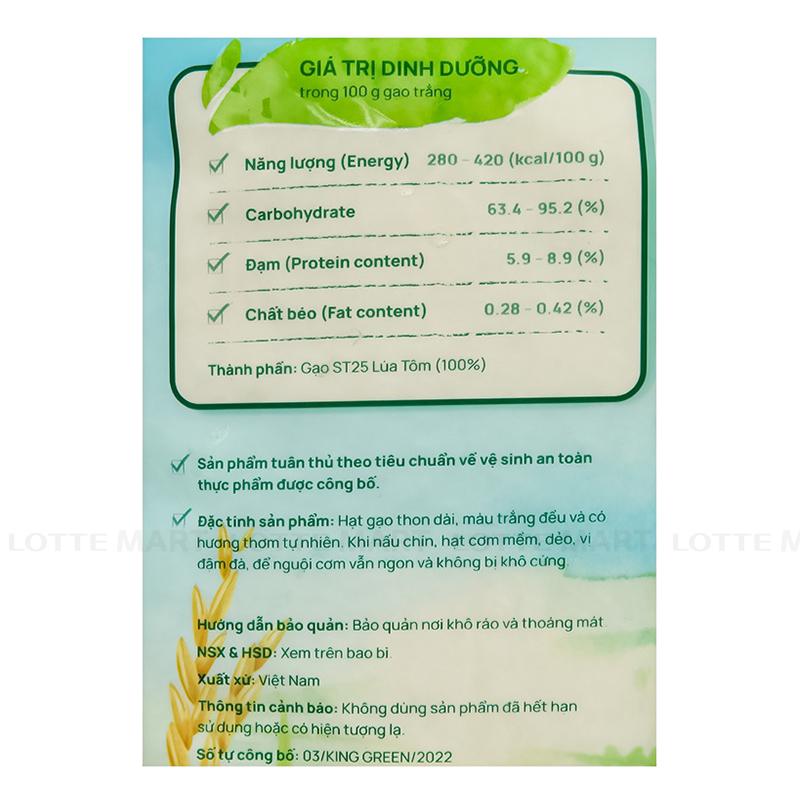 GIÁ TRỊ DINH DƯỠNG
trong 100 g gạo trắng
Năng lượng (Energy) 280 - 420 (kcal/100 g)
Carbohydrate 63.4 - 95.2 (%)
Đạm (Protein content) 5.9 - 8.9 (%)
Chất béo (Fat content) 0.28 - 0.42 (%)
Thành phần: Gạo ST25 Lúa Tôm (100%)
Sản phẩm tuân thủ theo tiêu chuẩn về vệ sinh an toàn
thực phẩm được công bố.
Đặc tính sản phẩm: Hạt gạo thon dài, màu trắng đều và có
hương thơm tự nhiên. Khi nấu chín, hạt cơm mềm, dẻo, vị
đậm đà, để nguội cơm vẫn ngon và không bị khô cứng.
LOTTE MART LOTTE MART LOTTE M
Hướng dẫn bảo quản: Bảo quản nơi khô ráo và thoáng mát.
NSX & HSD: Xem trên bao bì.
Xuất xứ: Việt Nam
Thông tin cảnh báo: Không dùng sản phẩm đã hết hạn
sử dụng hoặc có hiện tượng lạ.
Số tự công bố: 03/KING GREEN/2022